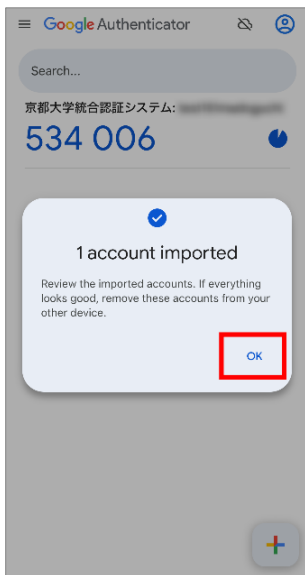 Google Authenticator
Search...
京都大学統合認証システム:
534 006
1 account imported
Review the imported accounts. If everything
looks good, remove these accounts from your
other device.
OK